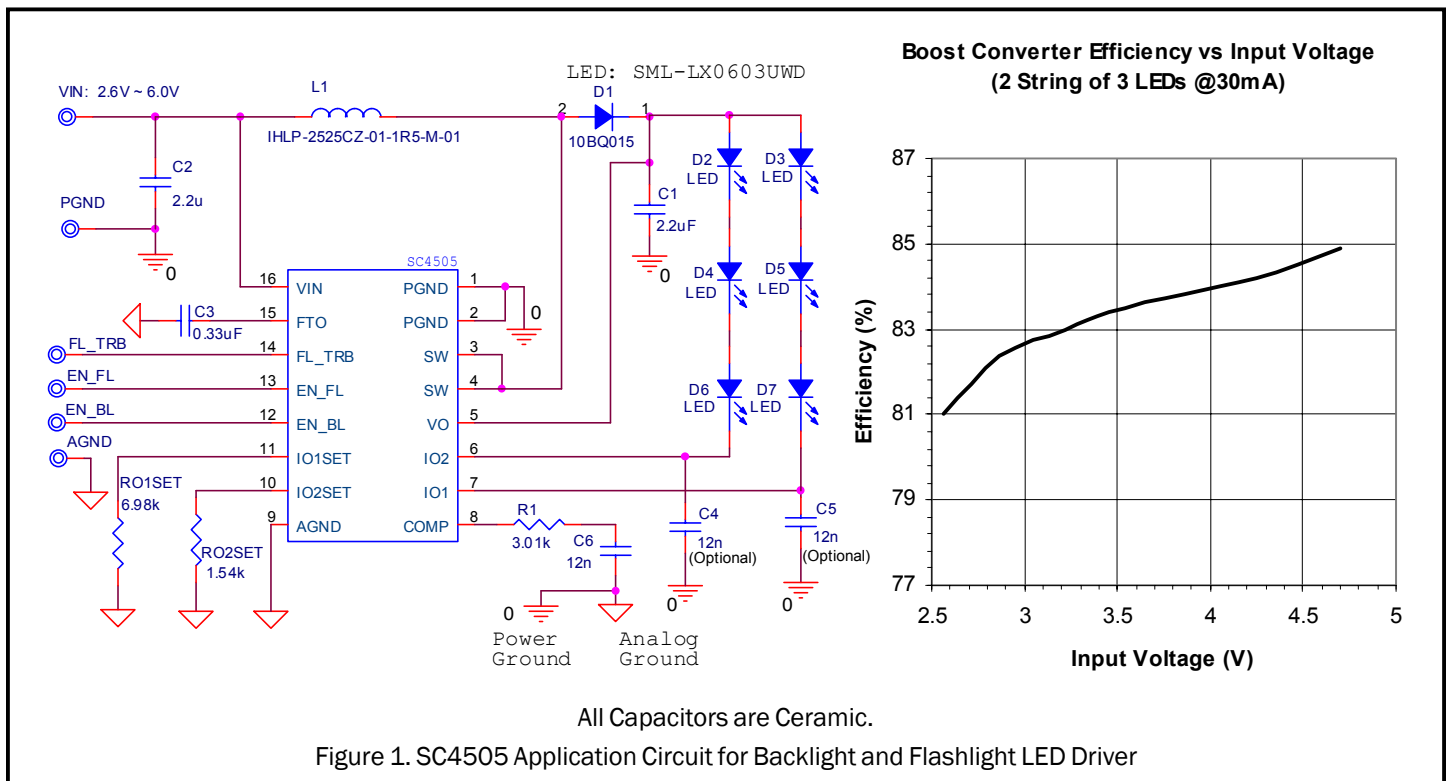 LED: SML-LX0603UWD
VIN: 2.6V ~ 6.0V
L1
IHLP-2525CZ-01-1R5-M-01
2
D1
1
10BQ015
C2
2.2u
PGND
0
C1
2.2uF
0
D2
LED
D3
LED
D4
LED
D5
LED
D6
LED
D7
LED
SC4505
16
VIN
PGND
1
0
15
FTO
PGND
2
C3
0.33uF
14
FL_TRB
SW
3
FL_TRB
13
EN_FL
SW
4
EN_FL
12
EN_BL
VO
5
EN_BL
11
IO1SET
IO2
6
AGND
10
IO2SET
IO1
7
9
AGND
COMP
8
RO1SET
6.98k
RO2SET
1.54k
R1
3.01k
C6
12n
C4
12n
(Optional)
0
C5
12n
(Optional)
0
0
Power
Ground
Analog
Ground
Boost Converter Efficiency vs Input Voltage
(2 String of 3 LEDs @30mA)
Efficiency (%)
87
85
83
81
79
77
2.5 3 3.5 4 4.5 5
Input Voltage (V)
All Capacitors are Ceramic.
Figure 1. SC4505 Application Circuit for Backlight and Flashlight LED Driver